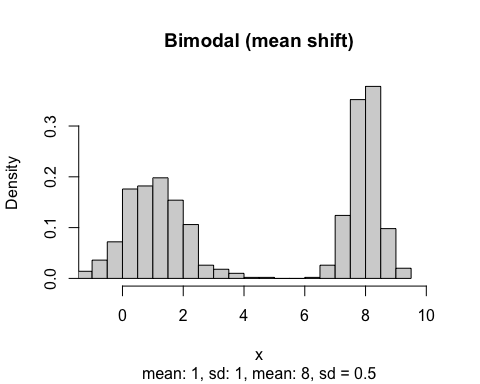 Bimodal (mean shift)
Density
0.3
0.2
0.1
0.0
0 2 4 6 8 10
x
mean: 1, sd: 1, mean: 8, sd = 0.5